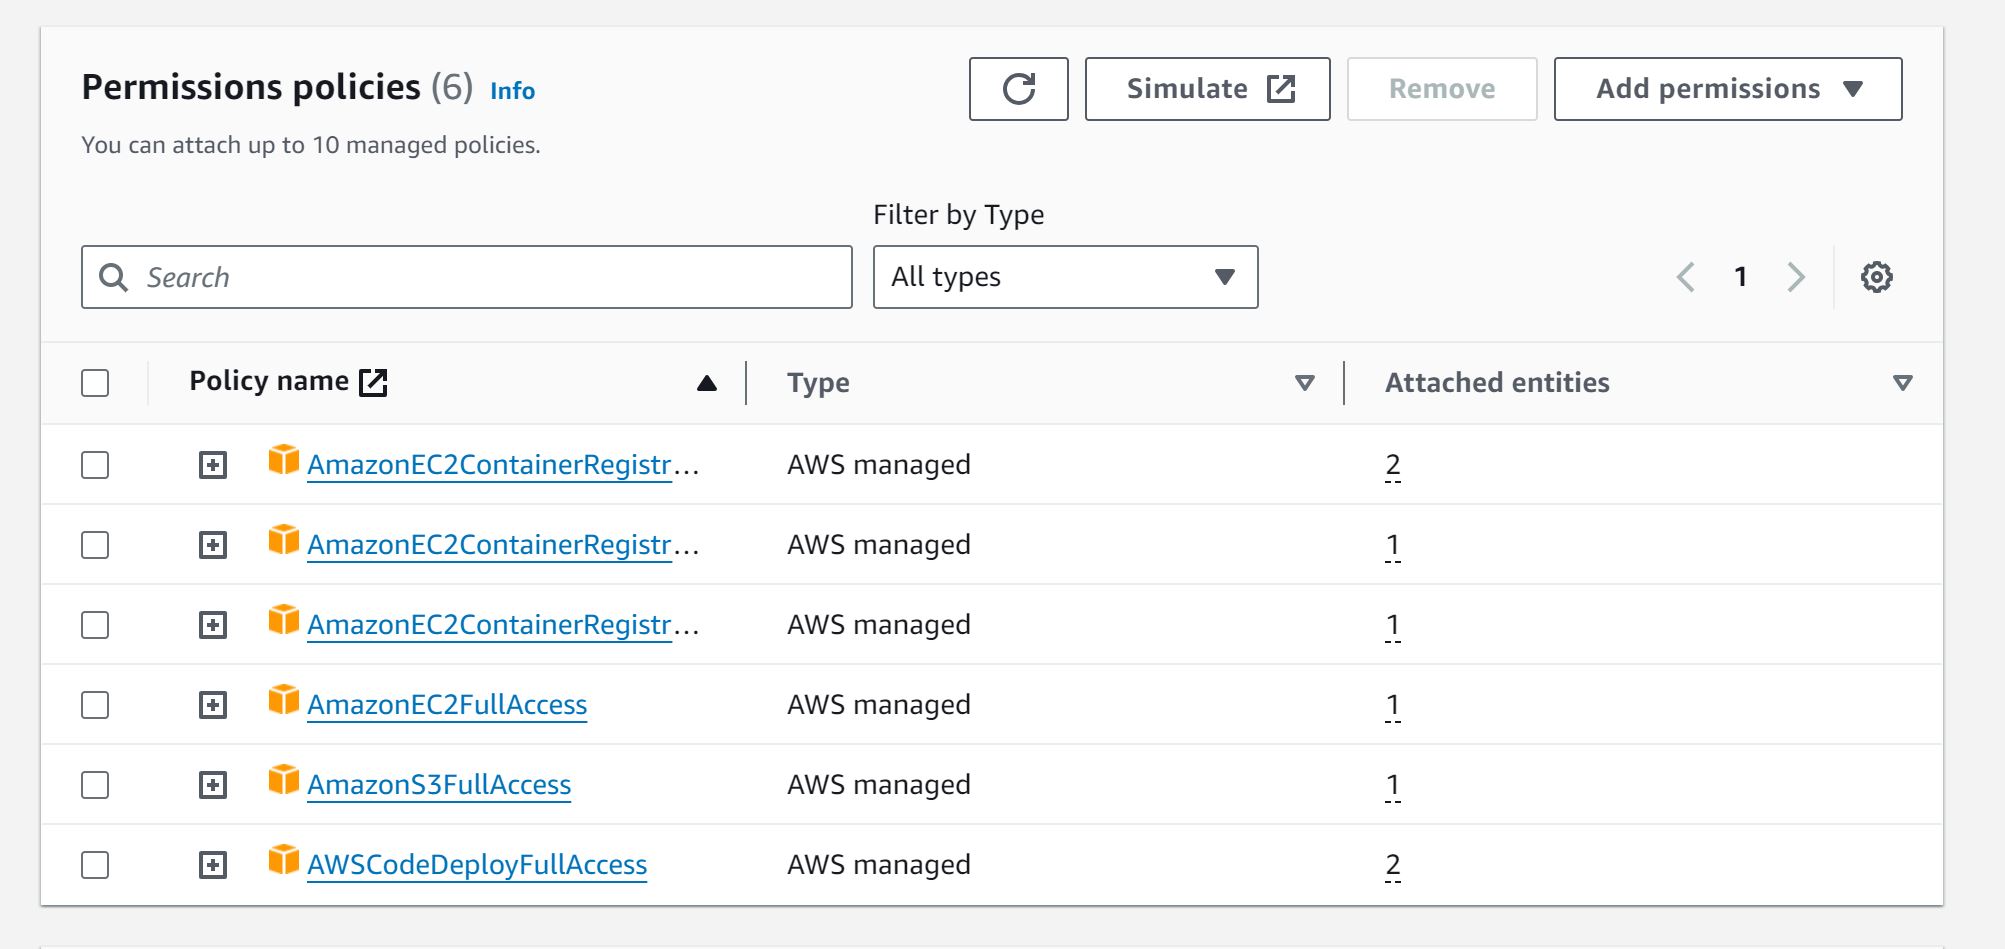 Permissions policies (6) Info
Simulate
Remove
Add permissions
You can attach up to 10 managed policies.
Filter by Type
Search
All types
1
Policy name
Type
Attached entities
AmazonEC2ContainerRegistr... AWS managed 2
AmazonEC2ContainerRegistr... AWS managed 1
AmazonEC2ContainerRegistr... AWS managed 1
AmazonEC2FullAccess AWS managed 1
AmazonS3FullAccess AWS managed 1
AWSCodeDeployFullAccess AWS managed 2